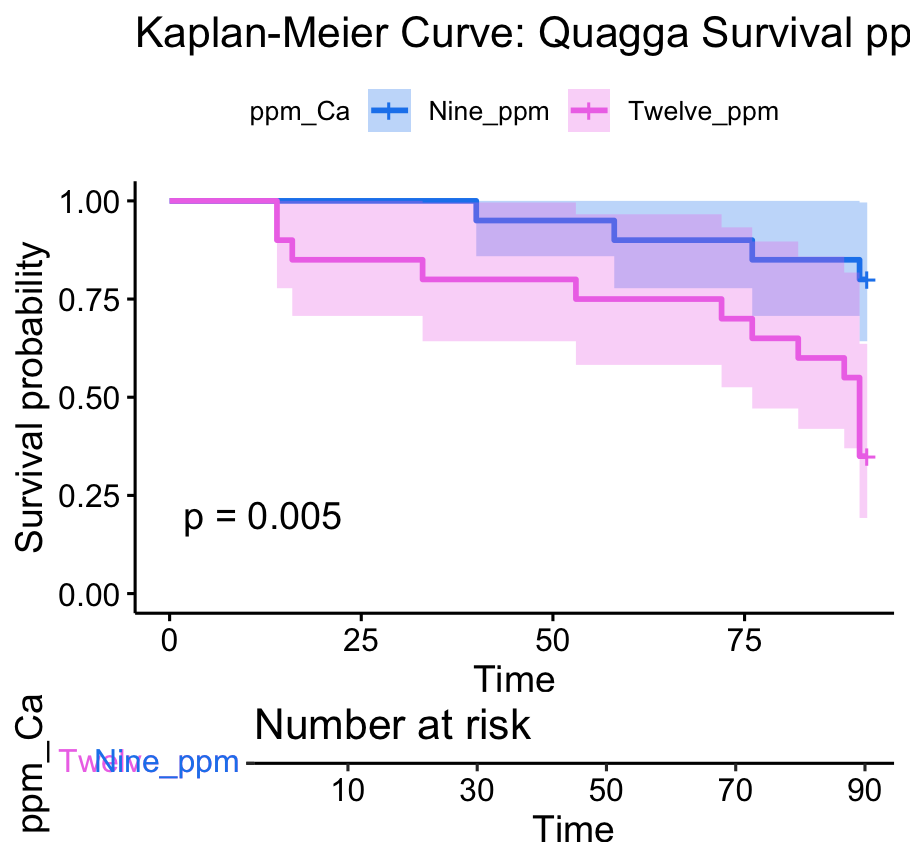 Kaplan-Meier Curve: Quagga Survival pp
ppm_Ca Nine_ppm Twelve_ppm
Survival probability
1.00
0.75
0.50
0.25
0.00
p = 0.005
0 25 50 75
Time
Number at risk
ppm_Ca
Nine_ppm
10 30 50 70 90
Time